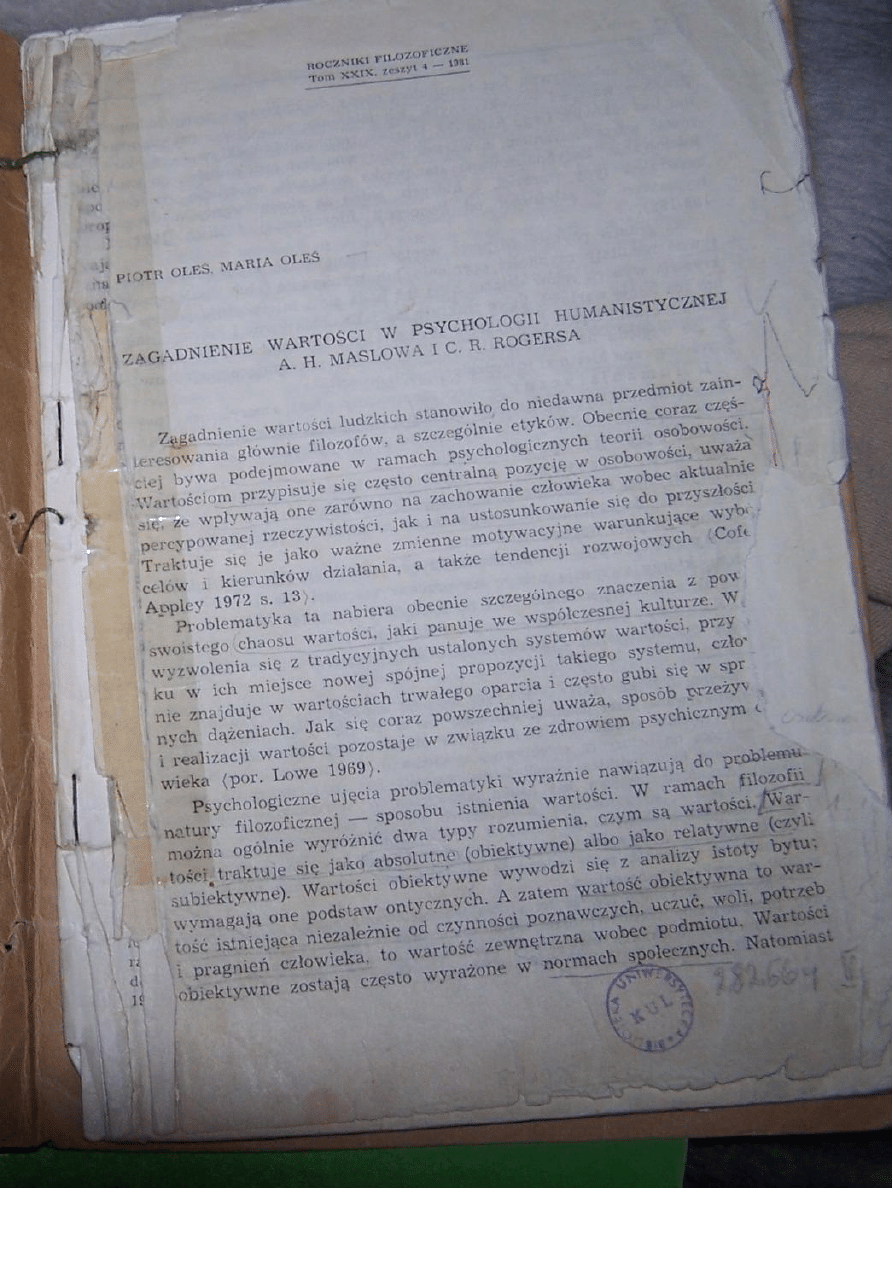 ROCZNIKI FILOZOFICZNE
Tom XXIX, zeszyt 4 — 1981
PIOTR OLEŚ, MARIA OLEŚ
ZAGADNIENIE WARTOŚCI W PSYCHOLOGII HUMANISTYCZNEJ
A. H. MASLOWA I C. R. ROGERSA
Zagadnienie wartości ludzkich stanowiło do niedawna przedmiot zain-
teresowania głównie filozofów, a szczególnie etyków. Obecnie coraz częś-
ciej bywa podejmowane w ramach psychologicznych teorii osobowości.
Wartościom przypisuje się często centralną pozycję w osobowości, uważa
się, że wpływają one zarówno na zachowanie człowieka wobec aktualnie
percypowanej rzeczywistości, jak i na ustosunkowanie się do przyszłości
Traktuje się je jako ważne zmienne motywacyjne warunkujące wybo
celów i kierunków działania, a także tendencji rozwojowych (Cofe
Appley 1972 s. 13).
Problematyka ta nabiera obecnie szczególnego znaczenia z pow
swoistego chaosu wartości, jaki panuje we współczesnej kulturze. W
wyzwolenia się z tradycyjnych ustalonych systemów wartości, przy
ku w ich miejsce nowej spójnej propozycji takiego systemu, czło
nie znajduje w wartościach trwałego oparcia i często gubi się w spr
nych dążeniach. Jak się coraz powszechniej uważa, sposób przeżyw
i realizacji wartości pozostaje w związku ze zdrowiem psychicznym
wieka (por. Lowe 1969).
Psychologiczne ujęcia problematyki wyraźnie nawiązują do problemu
natury filozoficznej — sposobu istnienia wartości. W ramach filozofii
można ogólnie wyróżnić dwa typy rozumienia, czym są wartości. War-
tości traktuje się jako absolutne (obiektywne) albo jako relatywne (czyli
subiektywne). Wartości obiektywne wywodzi się z analizy istoty bytu;
wymagają one podstaw ontycznych. A zatem wartość obiektywna to war-
tość istniejąca niezależnie od czynności poznawczych, uczuć, woli, potrzeb
i pragnień człowieka, to wartość zewnętrzna wobec podmiotu. Wartości
obiektywne zostają często wyrażone w normach społecznych. Natomiast
BIBLIOTEKA UNIWERSYTECKA
KUL